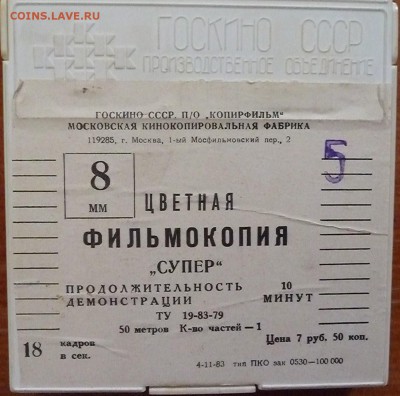 COINS.LAVE.RU
ГОСКИНО СССР
ПРОИЗВОДСТВЕННОЕ ОБЪЕДИНЕНИЕ
ГОСКИНО СССР. П/О „КОПИРФИЛЬМ“
МОСКОВСКАЯ КИНОКОПИРОВАЛЬНАЯ ФАБРИКА
119285, г. Москва, 1-ый Мосфильмовский пер., 2
5
8
ММ
ЦВЕТНАЯ
ФИЛЬМОКОПИЯ
„СУПЕР“
ПРОДОЛЖИТЕЛЬНОСТЬ 10
ДЕМОНСТРАЦИИ МИНУТ
ТУ 19-83-79
50 метров К-во частей—1
18 кадров в сек.
Цена 7 руб. 50 коп.
4-11-83 тип ПКО зак 0530—100 000